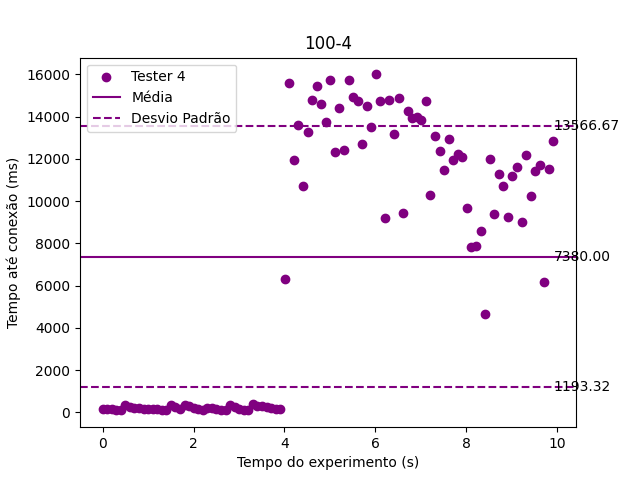 100-4
Tempo até conexão (ms)
16000
14000
12000
10000
8000
6000
4000
2000
0
Tester 4
Média
Desvio Padrão
13566.67
7380.00
1193.32
0 2 4 6 8 10
Tempo do experimento (s)